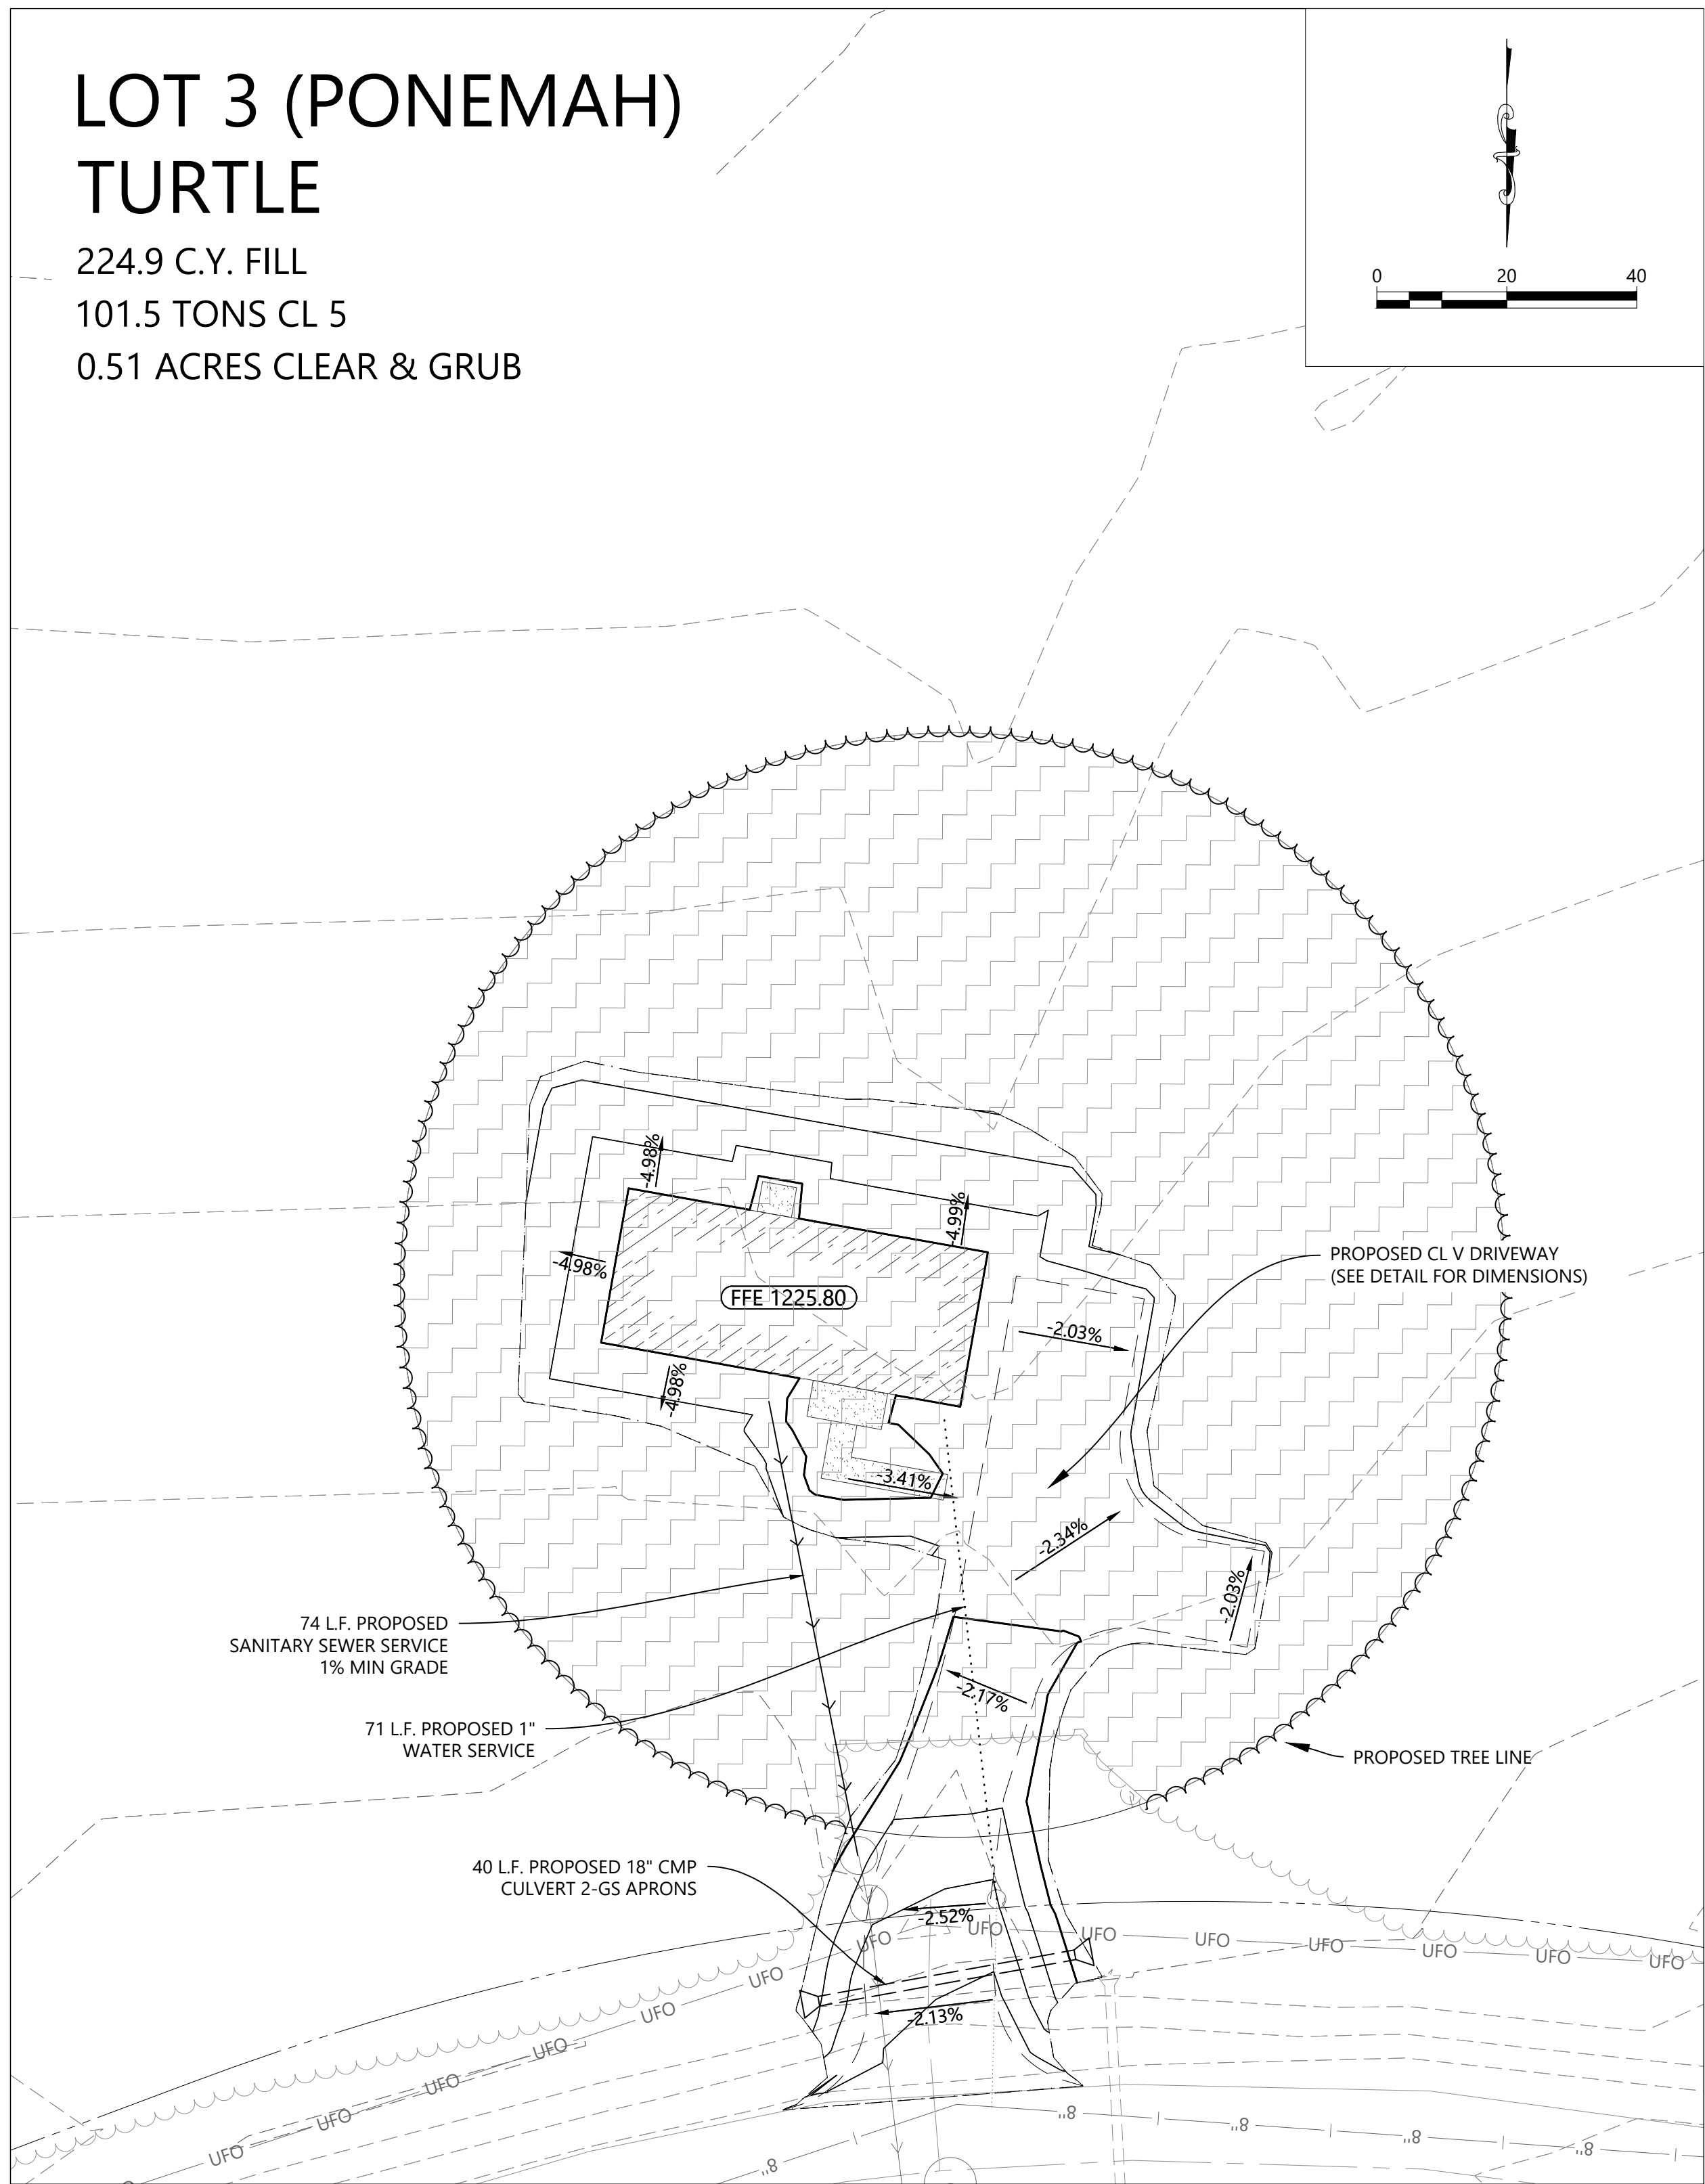 LOT 3 (PONEMAH)
TURTLE
224.9 C.Y. FILL
101.5 TONS CL 5
0.51 ACRES CLEAR & GRUB
0 20 40
-4.98%
-4.99%
-4.98%
FFE 1225.80
PROPOSED CL V DRIVEWAY
(SEE DETAIL FOR DIMENSIONS)
-2.03%
-4.98%
-3.41%
-2.34%
-2.03%
74 L.F. PROPOSED
SANITARY SEWER SERVICE
1% MIN GRADE
-2.17%
71 L.F. PROPOSED 1"
WATER SERVICE
PROPOSED TREE LINE
40 L.F. PROPOSED 18" CMP
CULVERT 2-GS APRONS
-2.52%
UFO UFO UFO UFO UFO UFO UFO UFO
UFO
UFO
-2.13%
UFO
UFO
UFO
UFO
8"
8"
8"
8"
8"